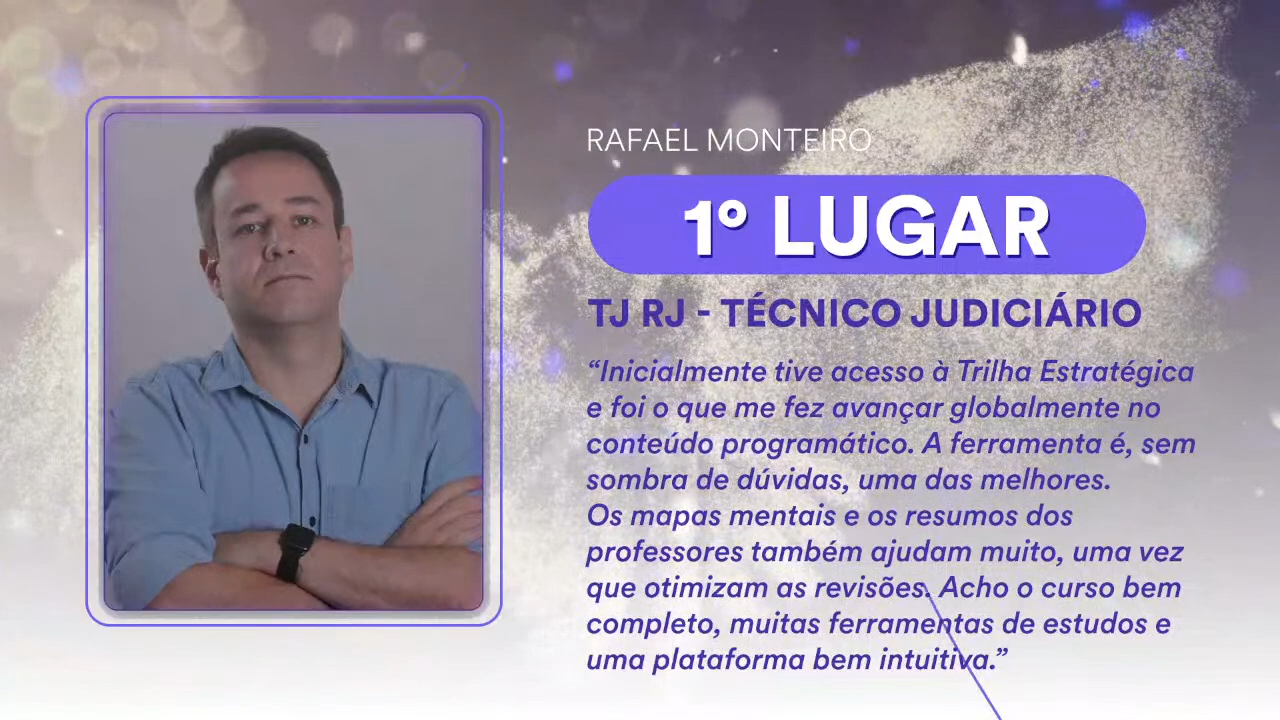 RAFAEL MONTEIRO
1º LUGAR
TJ RJ - TÉCNICO JUDICIÁRIO
“Inicialmente tive acesso à Trilha Estratégica
e foi o que me fez avançar globalmente no
conteúdo programático. A ferramenta é, sem
sombra de dúvidas, uma das melhores.
Os mapas mentais e os resumos dos
professores também ajudam muito, uma vez
que otimizam as revisões. Acho o curso bem
completo, muitas ferramentas de estudos e
uma plataforma bem intuitiva.”